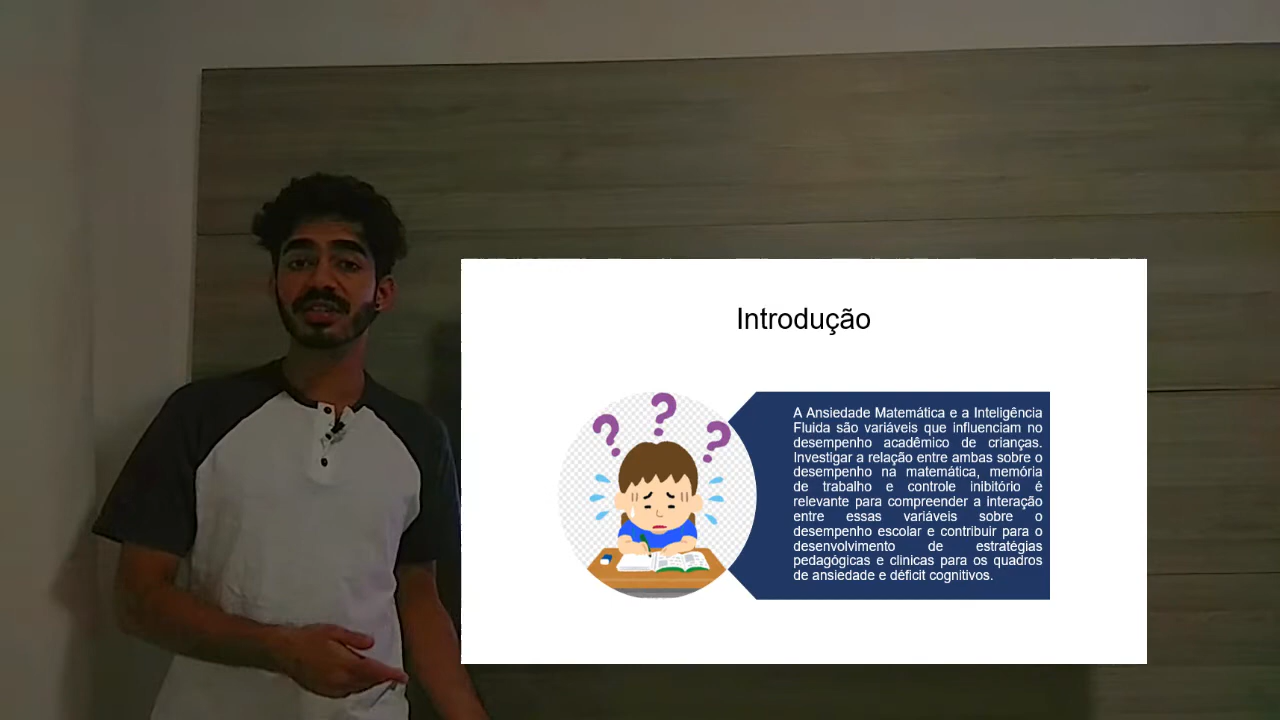 Introdução
A Ansiedade Matemática e a Inteligência
Fluida são variáveis que influenciam no
desempenho acadêmico de crianças.
Investigar a relação entre ambas sobre o
desempenho na matemática, memória
de trabalho e controle inibitório é
relevante para compreender a interação
entre essas variáveis sobre o
desempenho escolar e contribuir para o
desenvolvimento de estratégias
pedagógicas e clínicas para os quadros
de ansiedade e déficit cognitivos.